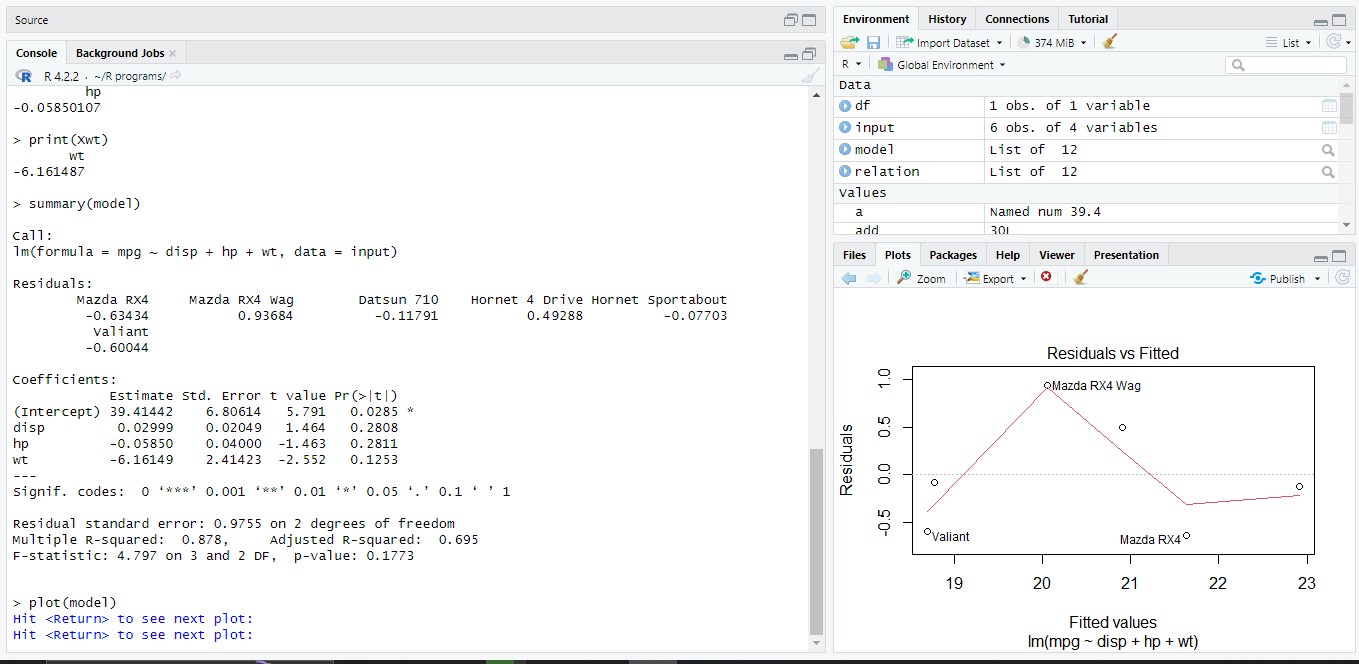 Source
Console Background Jobs
R 4.2.2 · ~/R programs/
hp
-0.05850107
> print(Xwt)
wt
-6.161487
> summary(model)
Call:
lm(formula = mpg ~ disp + hp + wt, data = input)
Residuals:
Mazda RX4 Mazda RX4 Wag Datsun 710 Hornet 4 Drive Hornet Sportabout
-0.63434 0.93684 -0.11791 0.49288 -0.07703
Valiant
-0.60044
Coefficients:
Estimate Std. Error t value Pr(>|t|)
(Intercept) 39.41442 6.80614 5.791 0.0285 *
disp 0.02999 0.02049 1.464 0.2808
hp -0.05850 0.04000 -1.463 0.2811
wt -6.16149 2.41423 -2.552 0.1253
---
Signif. codes: 0 ‘***’ 0.001 ‘**’ 0.01 ‘*’ 0.05 ‘.’ 0.1 ‘ ’ 1
Residual standard error: 0.9755 on 2 degrees of freedom
Multiple R-squared: 0.878, Adjusted R-squared: 0.695
F-statistic: 4.797 on 3 and 2 DF, p-value: 0.1773
> plot(model)
Hit <Return> to see next plot:
Hit <Return> to see next plot:
Environment History Connections Tutorial
Import Dataset 374 MiB List
R Global Environment
Data
df 1 obs. of 1 variable
input 6 obs. of 4 variables
model List of 12
relation List of 12
Values
a Named num 39.4
add 30L
Files Plots Packages Help Viewer Presentation
Zoom Export Publish
Residuals vs Fitted
Residuals
1.0
0.5
0.0
-0.5
Mazda RX4 Wag
Valiant
Mazda RX4
19 20 21 22 23
Fitted values
lm(mpg ~ disp + hp + wt)